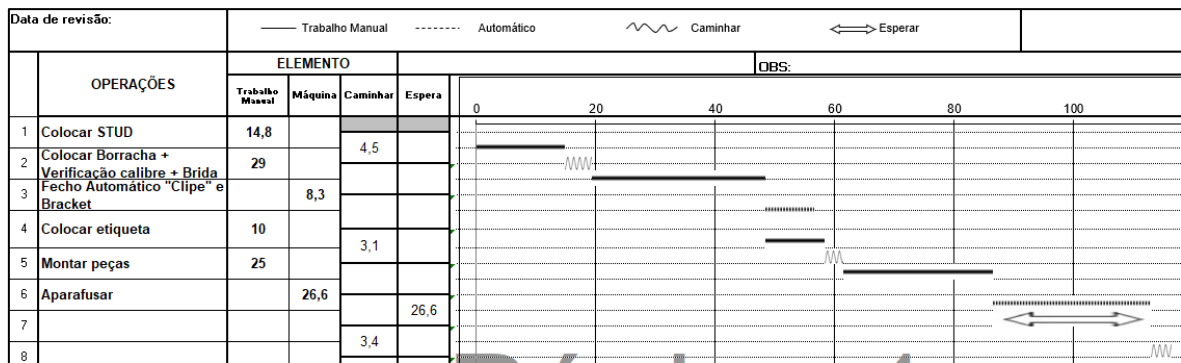 Data de revisão:
Trabalho Manual
Automático
Caminhar
Esperar
OPERAÇÕES
ELEMENTO
OBS:
Trabalho Manual
Máquina
Caminhar
Espera
0 20 40 60 80 100
1 Colocar STUD 14,8
4,5
2 Colocar Borracha + Verificação calibre + Brida 29
3 Fecho Automático "Clipe" e Bracket 8,3
4 Colocar etiqueta 10
3,1
5 Montar peças 25
6 Aparafusar 26,6
26,6
7
3,4
8